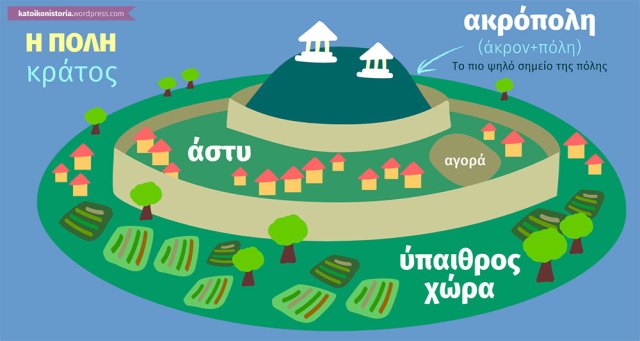 katoikonistoria.wordpress.com
Η ΠΟΛΗ
κράτος
ακρόπολη
(άκρον+πόλη)
Το πιο ψηλό σημείο της πόλης
άστυ
αγορά
ύπαιθρος
χώρα